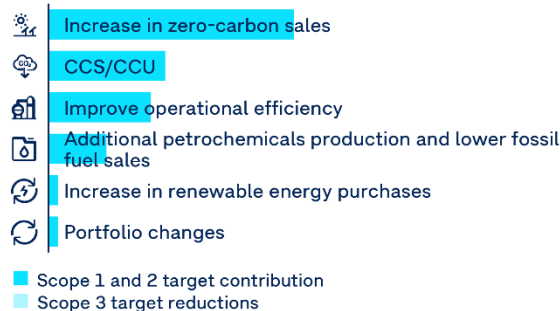 Increase in zero-carbon sales
CO₂
CCS/CCU
Improve operational efficiency
Additional petrochemicals production and lower fossil
fuel sales
Increase in renewable energy purchases
Portfolio changes
Scope 1 and 2 target contribution
Scope 3 target reductions